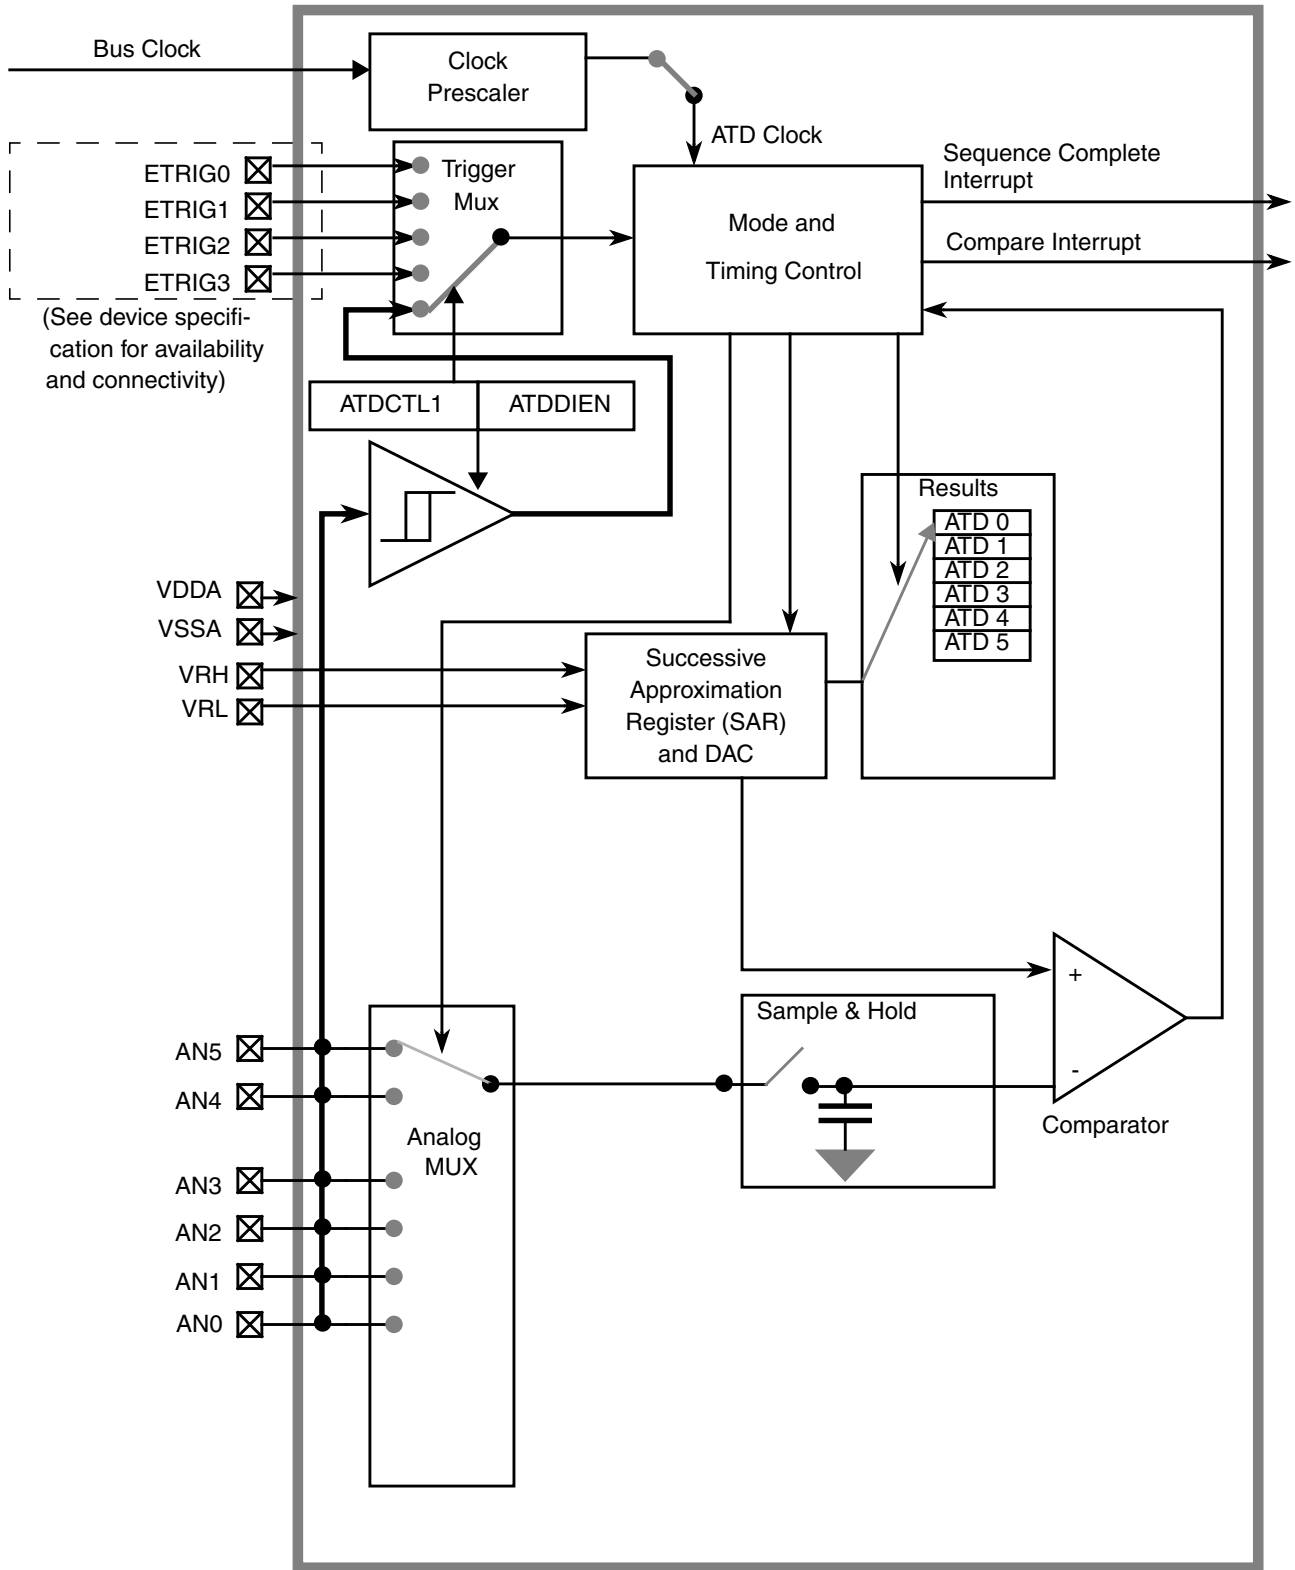 Bus Clock
Clock
Prescaler
ATD Clock
ETRIG0
ETRIG1
ETRIG2
ETRIG3
(See device specifi-
cation for availability
and connectivity)
Trigger
Mux
Mode and
Timing Control
Sequence Complete
Interrupt
Compare Interrupt
ATDCTL1
ATDDIEN
Results
ATD 0
ATD 1
ATD 2
ATD 3
ATD 4
ATD 5
VDDA
VSSA
VRH
VRL
Successive
Approximation
Register (SAR)
and DAC
+
-
Comparator
Sample & Hold
AN5
AN4
AN3
AN2
AN1
AN0
Analog
MUX